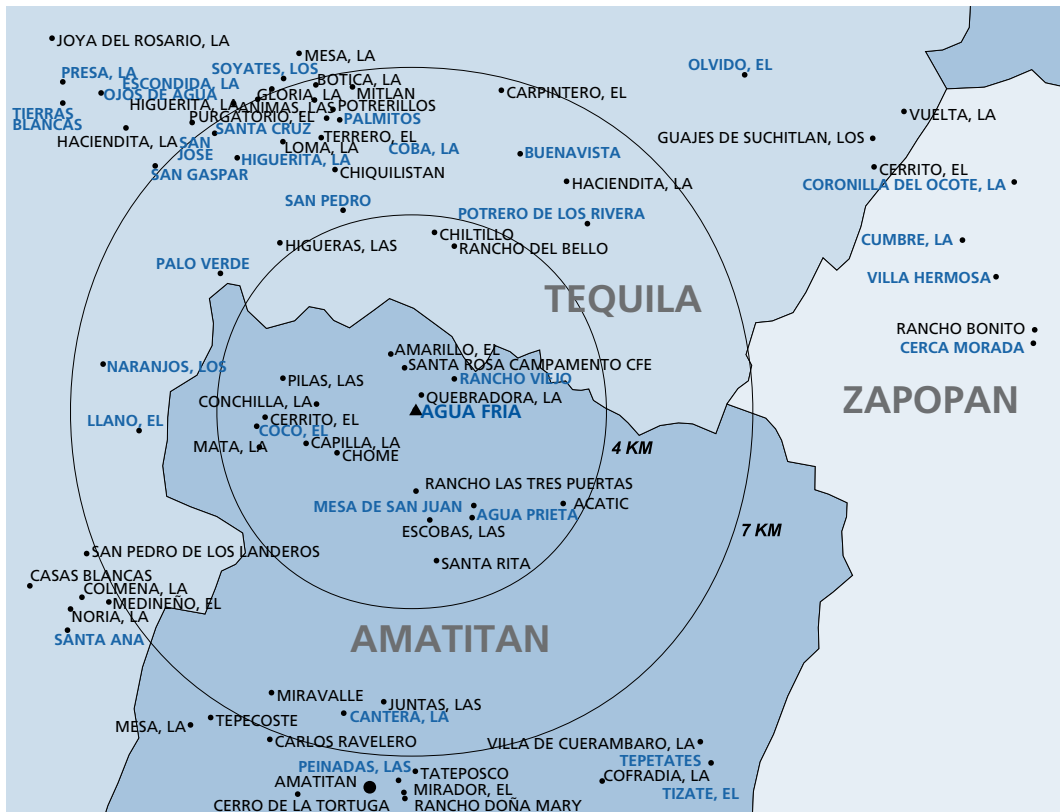 JOYA DEL ROSARIO, LA
MESA, LA
OLVIDO, EL
PRESA, LA
SOYATES, LOS
ESCONDIDA, LA
BOTICA, LA
OJOS DE AGUA
GLORIA, LA
MITLAN
CARPINTERO, EL
TIERRAS
BLANCAS
HIGUERITA, LA
ANIMAS, LAS
POTRERILLOS
VUELTA, LA
PURGATORIO, EL
PALMITOS
HACIENDITA, LA
SANTA CRUZ
TERRERO, EL
GUAJES DE SUCHITLAN, LOS
SAN
JOSE
LOMA, LA
COBA, LA
BUENAVISTA
HIGUERITA, LA
SAN GASPAR
CHIQUILISTAN
CERRITO, EL
HACIENDITA, LA
CORONILLA DEL OCOTE, LA
SAN PEDRO
POTRERO DE LOS RIVERA
CHILTILLO
CUMBRE, LA
HIGUERAS, LAS
RANCHO DEL BELLO
PALO VERDE
VILLA HERMOSA
TEQUILA
RANCHO BONITO
CERCA MORADA
AMARILLO, EL
NARANJOS, LOS
SANTA ROSA CAMPAMENTO CFE
PILAS, LAS
RANCHO VIEJO
QUEBRADORA, LA
ZAPOPAN
CONCHILLA, LA
AGUA FRIA
LLANO, EL
CERRITO, EL
COCO, EL
MATA, LA
CAPILLA, LA
CHOME
4 KM
RANCHO LAS TRES PUERTAS
MESA DE SAN JUAN
ACATIC
AGUA PRIETA
ESCOBAS, LAS
7 KM
SAN PEDRO DE LOS LANDEROS
SANTA RITA
CASAS BLANCAS
COLMENA, LA
MEDINEÑO, EL
NORIA, LA
SANTA ANA
AMATITAN
MIRAVALLE
JUNTAS, LAS
CANTERA, LA
MESA, LA
TEPECOSTE
CARLOS RAVELERO
VILLA DE CUERAMBARO, LA
PEINADAS, LAS
TEPETATES
AMATITAN
TATEPOSCO
COFRADIA, LA
MIRADOR, EL
TIZATE, EL
CERRO DE LA TORTUGA
RANCHO DOÑA MARY